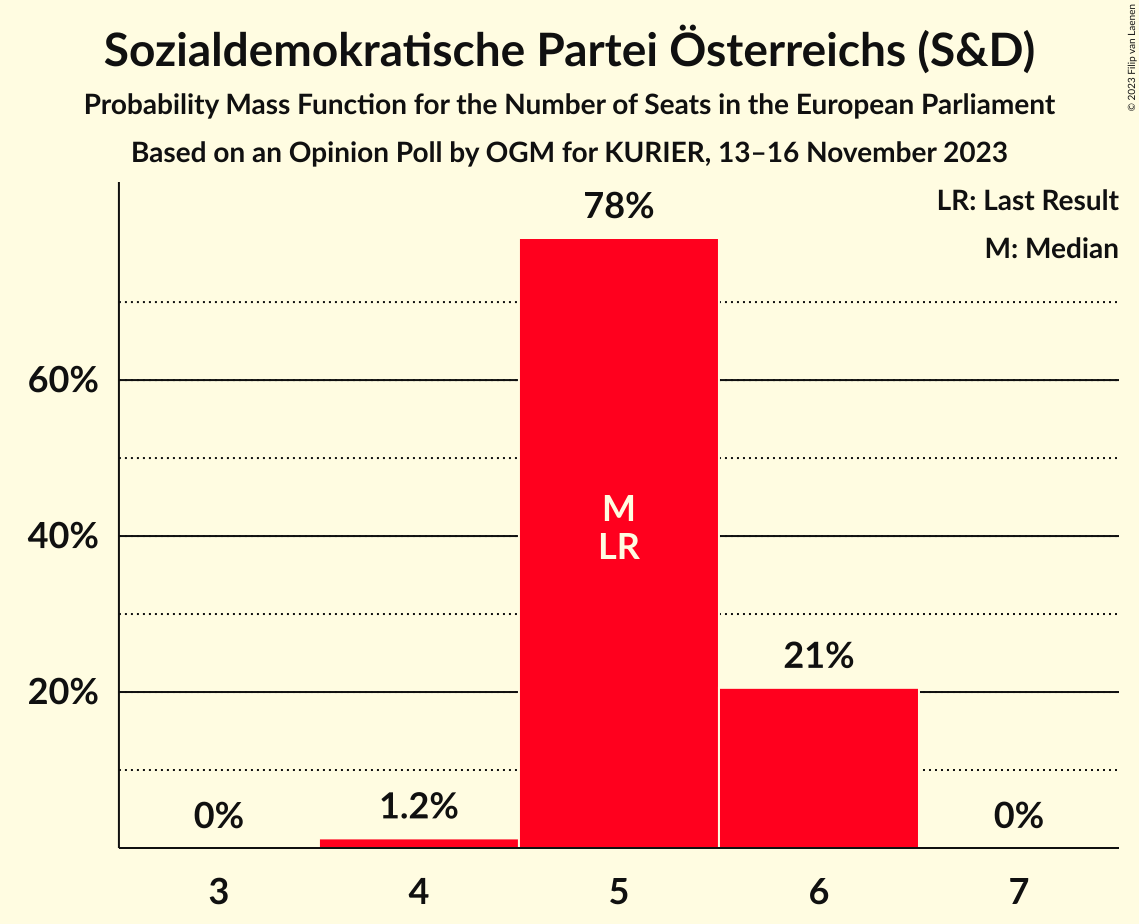 Sozialdemokratische Partei Österreichs (S&D)
Probability Mass Function for the Number of Seats in the European Parliament
Based on an Opinion Poll by OGM for KURIER, 13–16 November 2023
© 2023 Filip van Laenen
LR: Last Result
M: Median
78%
60%
M
40%
LR
21%
20%
1.2%
0%
0%
3 4 5 6 7